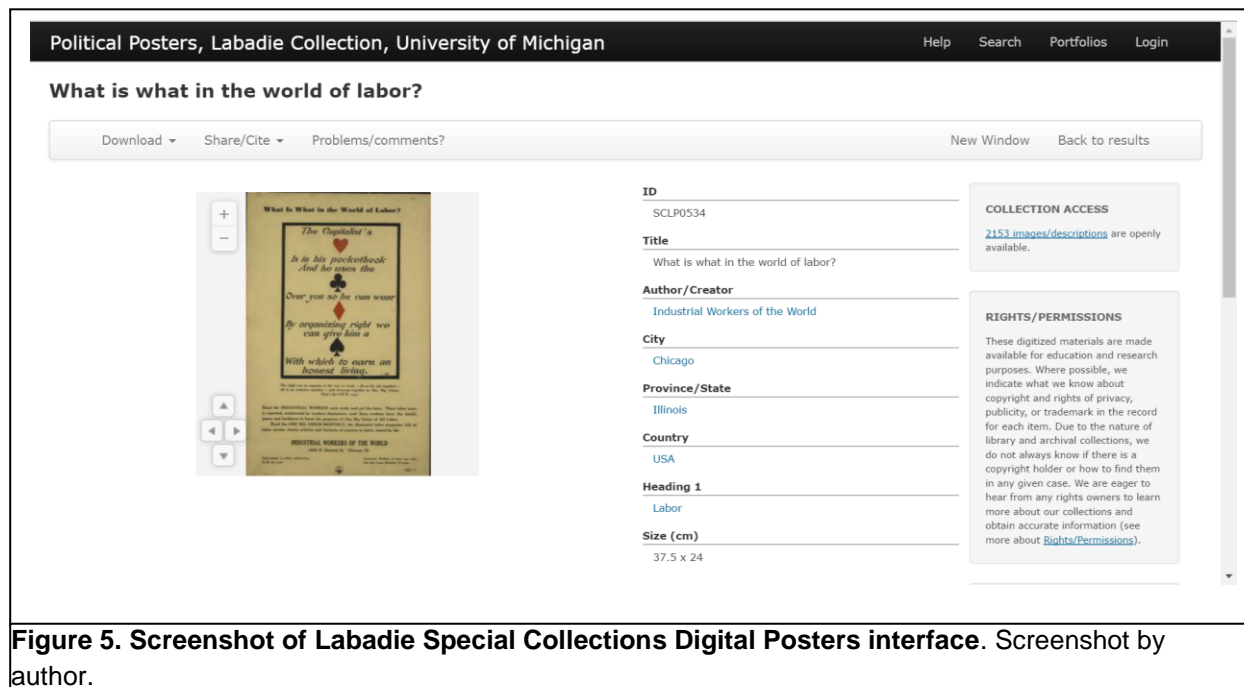 Political Posters, Labadie Collection, University of Michigan
Help Search Portfolios Login
What is what in the world of labor?
Download Share/Cite Problems/comments?
New Window Back to results
What Is What in the World of Labor?
The Capitalist's
Is in his pocketbook
And he uses the
Over you so he can wear
By organizing right we
can give him a
With which to earn an
honest living.
INDUSTRIAL WORKERS OF THE WORLD
ID
SCLP0534
Title
What is what in the world of labor?
Author/Creator
Industrial Workers of the World
City
Chicago
Province/State
Illinois
Country
USA
Heading 1
Labor
Size (cm)
37.5 x 24
COLLECTION ACCESS
2153 images/descriptions are openly
available.
RIGHTS/PERMISSIONS
These digitized materials are made
available for education and research
purposes. Where possible, we
indicate what we know about
copyright and rights of privacy,
publicity, or trademark in the record
for each item. Due to the nature of
library and archival collections, we
do not always know if there is a
copyright holder or how to find them
in any given case. We are eager to
hear from any rights owners to learn
more about our collections and
obtain accurate information (see
more about Rights/Permissions).
Figure 5. Screenshot of Labadie Special Collections Digital Posters interface. Screenshot by
author.